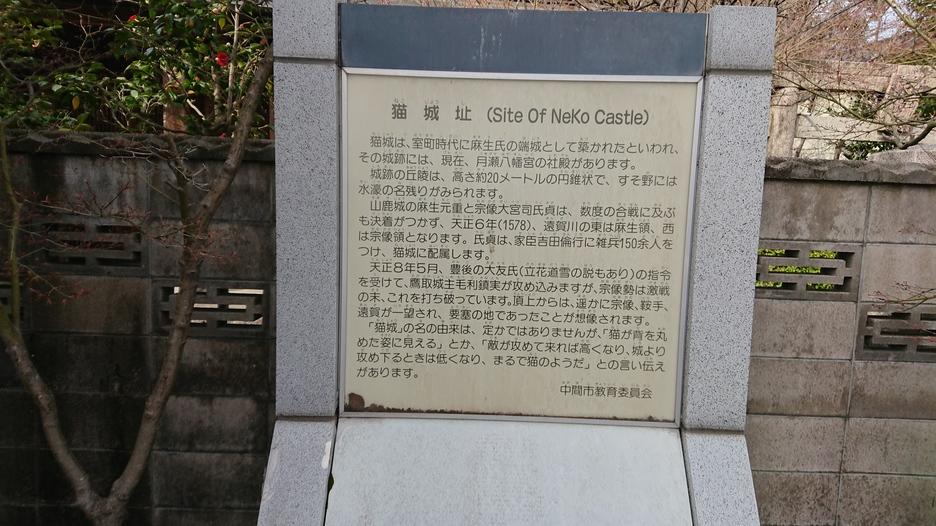 猫城址 (Site Of NeKo Castle)
猫城は、室町時代に麻生氏の端城として築かれたといわれ、
その城跡には、現在、月瀬八幡宮の社殿があります。
城跡の丘陵は、高さ約20メートルの円錐状で、すそ野には
水濠の名残りがみられます。
山鹿城の麻生元重と宗像大宮司氏貞は、数度の合戦に及ぶ
も決着がつかず、天正6年(1578)、遠賀川の東は麻生領、西
は宗像領となります。氏貞は、家臣吉田倫行に雑兵150余人を
つけ、猫城に配属します。
天正8年5月、豊後の大友氏(立花道雪の説もあり)の指令
を受けて、鷹取城主毛利鎮実が攻め込みますが、宗像勢は激戦
の末、これを打ち破っています。頂上からは、遥かに宗像、鞍手、
遠賀が一望され、要塞の地であったことが想像されます。
「猫城」の名の由来は、定かではありませんが、「猫が背を丸
めた姿に見える」とか、「敵が攻めて来れば高くなり、城より
攻め下るときは低くなり、まるで猫のようだ」との言い伝え
があります。
中間市教育委員会